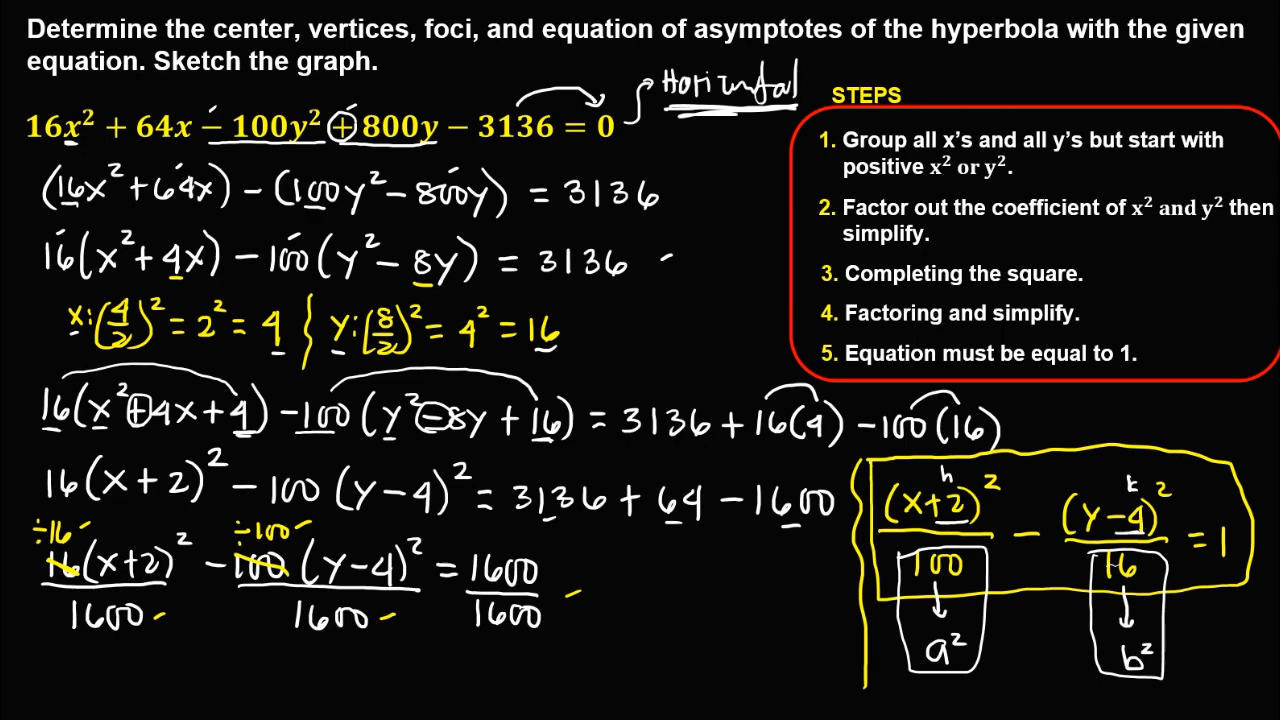 Determine the center, vertices, foci, and equation of asymptotes of the hyperbola with the given
equation. Sketch the graph.
Horizontal
16x² + 64x − 100y² + 800y − 3136 = 0
(16x² + 64x) − (100y² − 800y) = 3136
16(x² + 4x) − 100(y² − 8y) = 3136
x: (4/2)² = 2² = 4 } y: (8/2)² = 4² = 16
16(x² + 4x + 4) − 100(y² − 8y + 16) = 3136 + 16(4) − 100(16)
16(x + 2)² − 100(y − 4)² = 3136 + 64 − 1600
÷16 ÷100
16(x+2)²/1600 − 100(y−4)²/1600 = 1600/1600
STEPS
1. Group all x's and all y's but start with
positive x² or y².
2. Factor out the coefficient of x² and y² then
simplify.
3. Completing the square.
4. Factoring and simplify.
5. Equation must be equal to 1.
h k
(x+2)²/100 − (y−4)²/16 = 1
a² b²